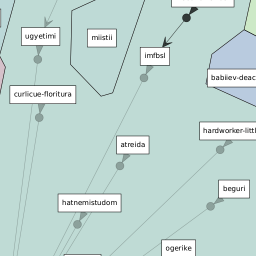 ugyetimi
miistii
imfbsl
babiiev-deac
curlicue-floritura
hardworker-littl
atreida
beguri
hatnemistudom
ogerike